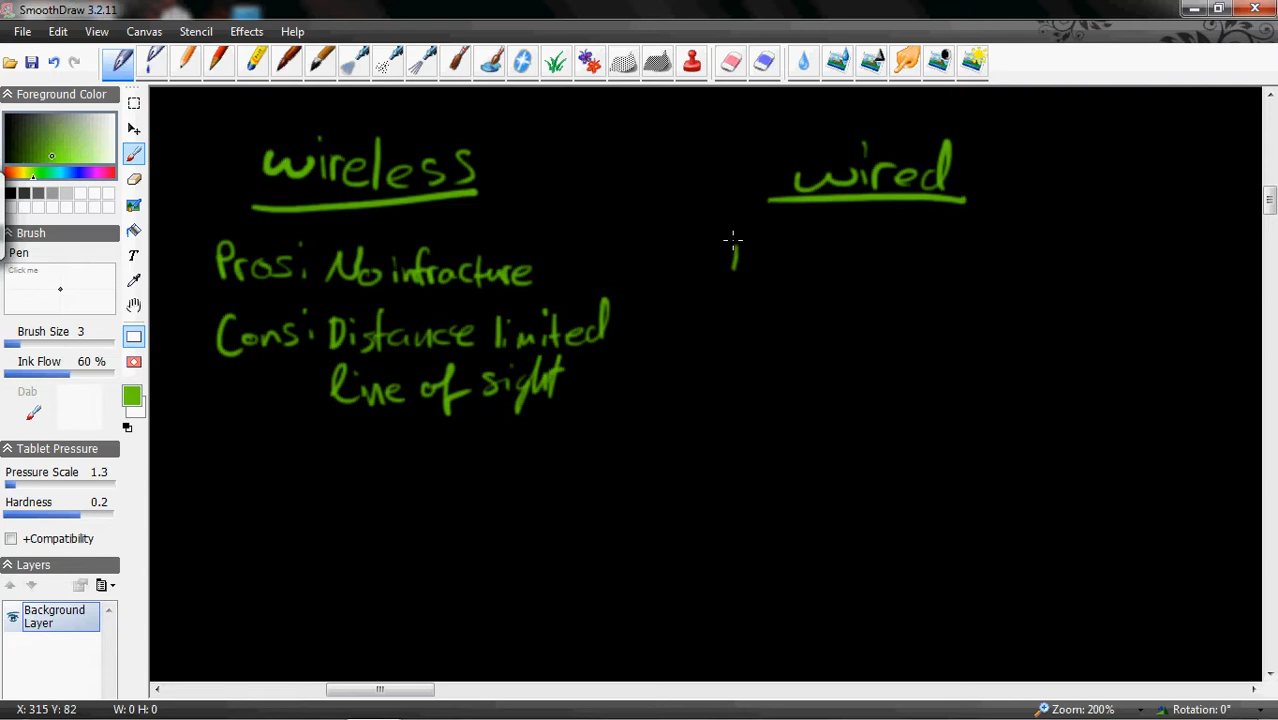 SmoothDraw 3.2.11
File Edit View Canvas Stencil Effects Help
Foreground Color
Brush
Pen
Click me
Brush Size 3
Ink Flow 60 %
Dab
Tablet Pressure
Pressure Scale 1.3
Hardness 0.2
+Compatibility
Layers
Background
Layer
wireless
Pros: No infracture
Cons: Distance limited
line of sight
wired
X: 315 Y: 82 W: 0 H: 0 Zoom: 200% Rotation: 0°